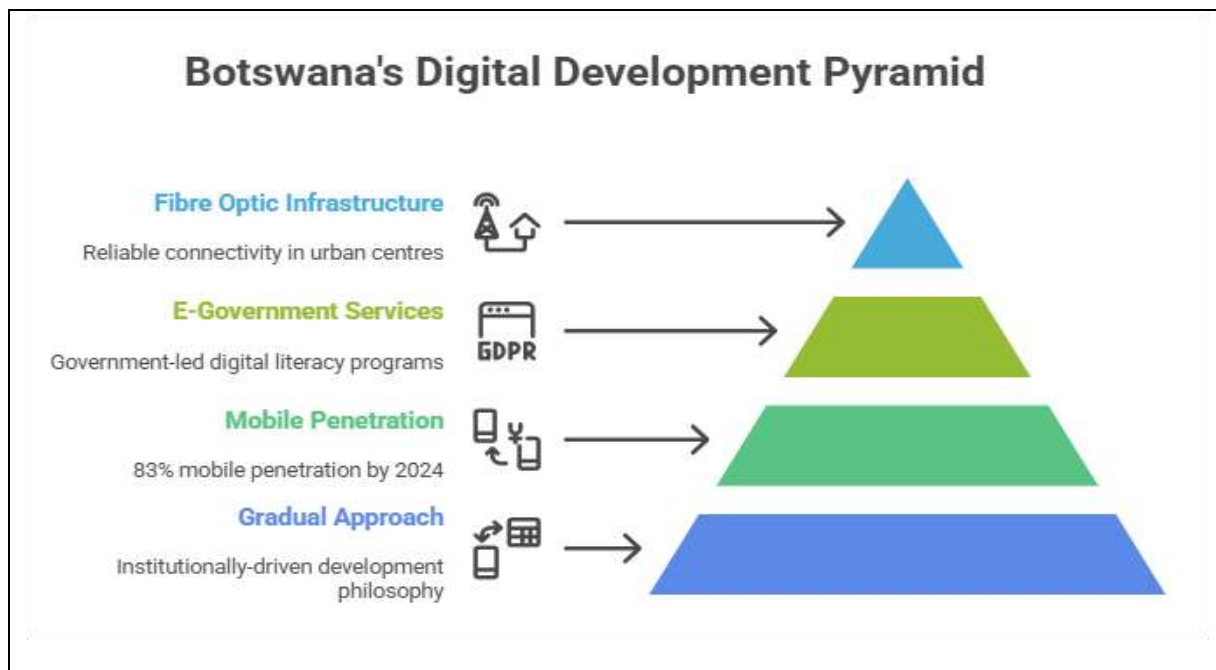 Botswana's Digital Development Pyramid
Fibre Optic Infrastructure
Reliable connectivity in urban centres
E-Government Services
Government-led digital literacy programs
GDPR
Mobile Penetration
83% mobile penetration by 2024
¥
Gradual Approach
Institutionally-driven development
philosophy